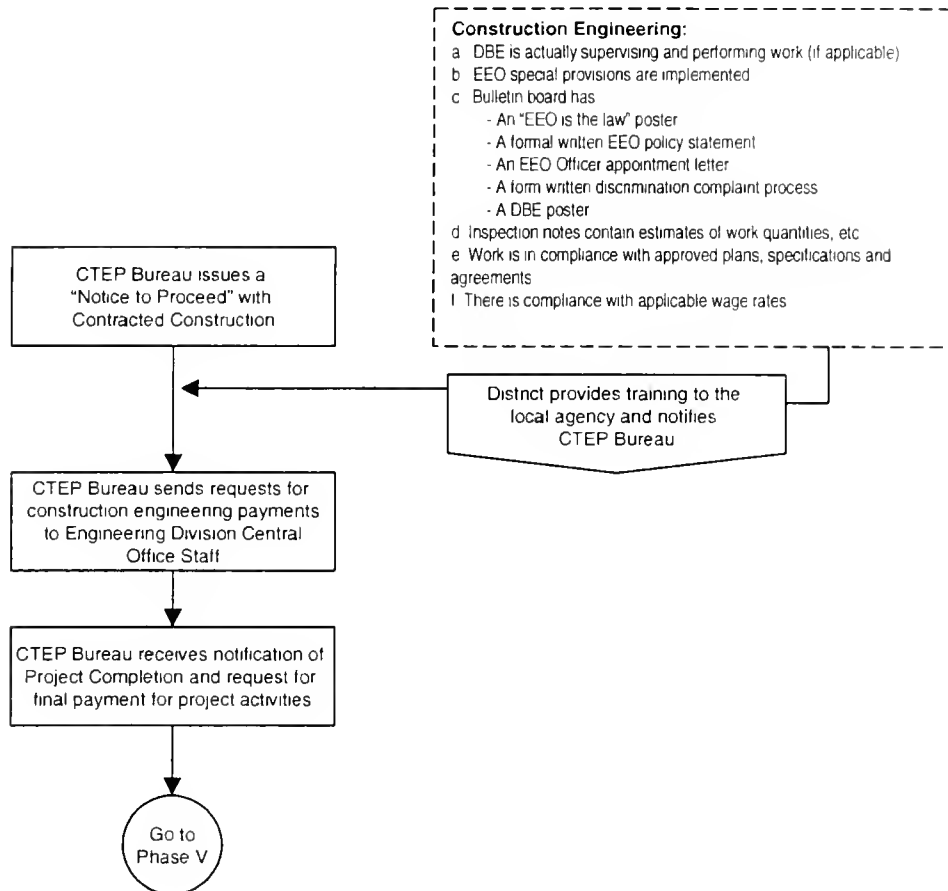 Construction Engineering:
a DBE is actually supervising and performing work (if applicable)
b EEO special provisions are implemented
c Bulletin board has
- An "EEO is the law" poster
- A formal written EEO policy statement
- An EEO Officer appointment letter
- A form written discrimination complaint process
- A DBE poster
d Inspection notes contain estimates of work quantities, etc
e Work is in compliance with approved plans, specifications and
agreements
f There is compliance with applicable wage rates
CTEP Bureau issues a
"Notice to Proceed" with
Contracted Construction
District provides training to the
local agency and notifies
CTEP Bureau
CTEP Bureau sends requests for
construction engineering payments
to Engineering Division Central
Office Staff
CTEP Bureau receives notification of
Project Completion and request for
final payment for project activities
Go to
Phase V